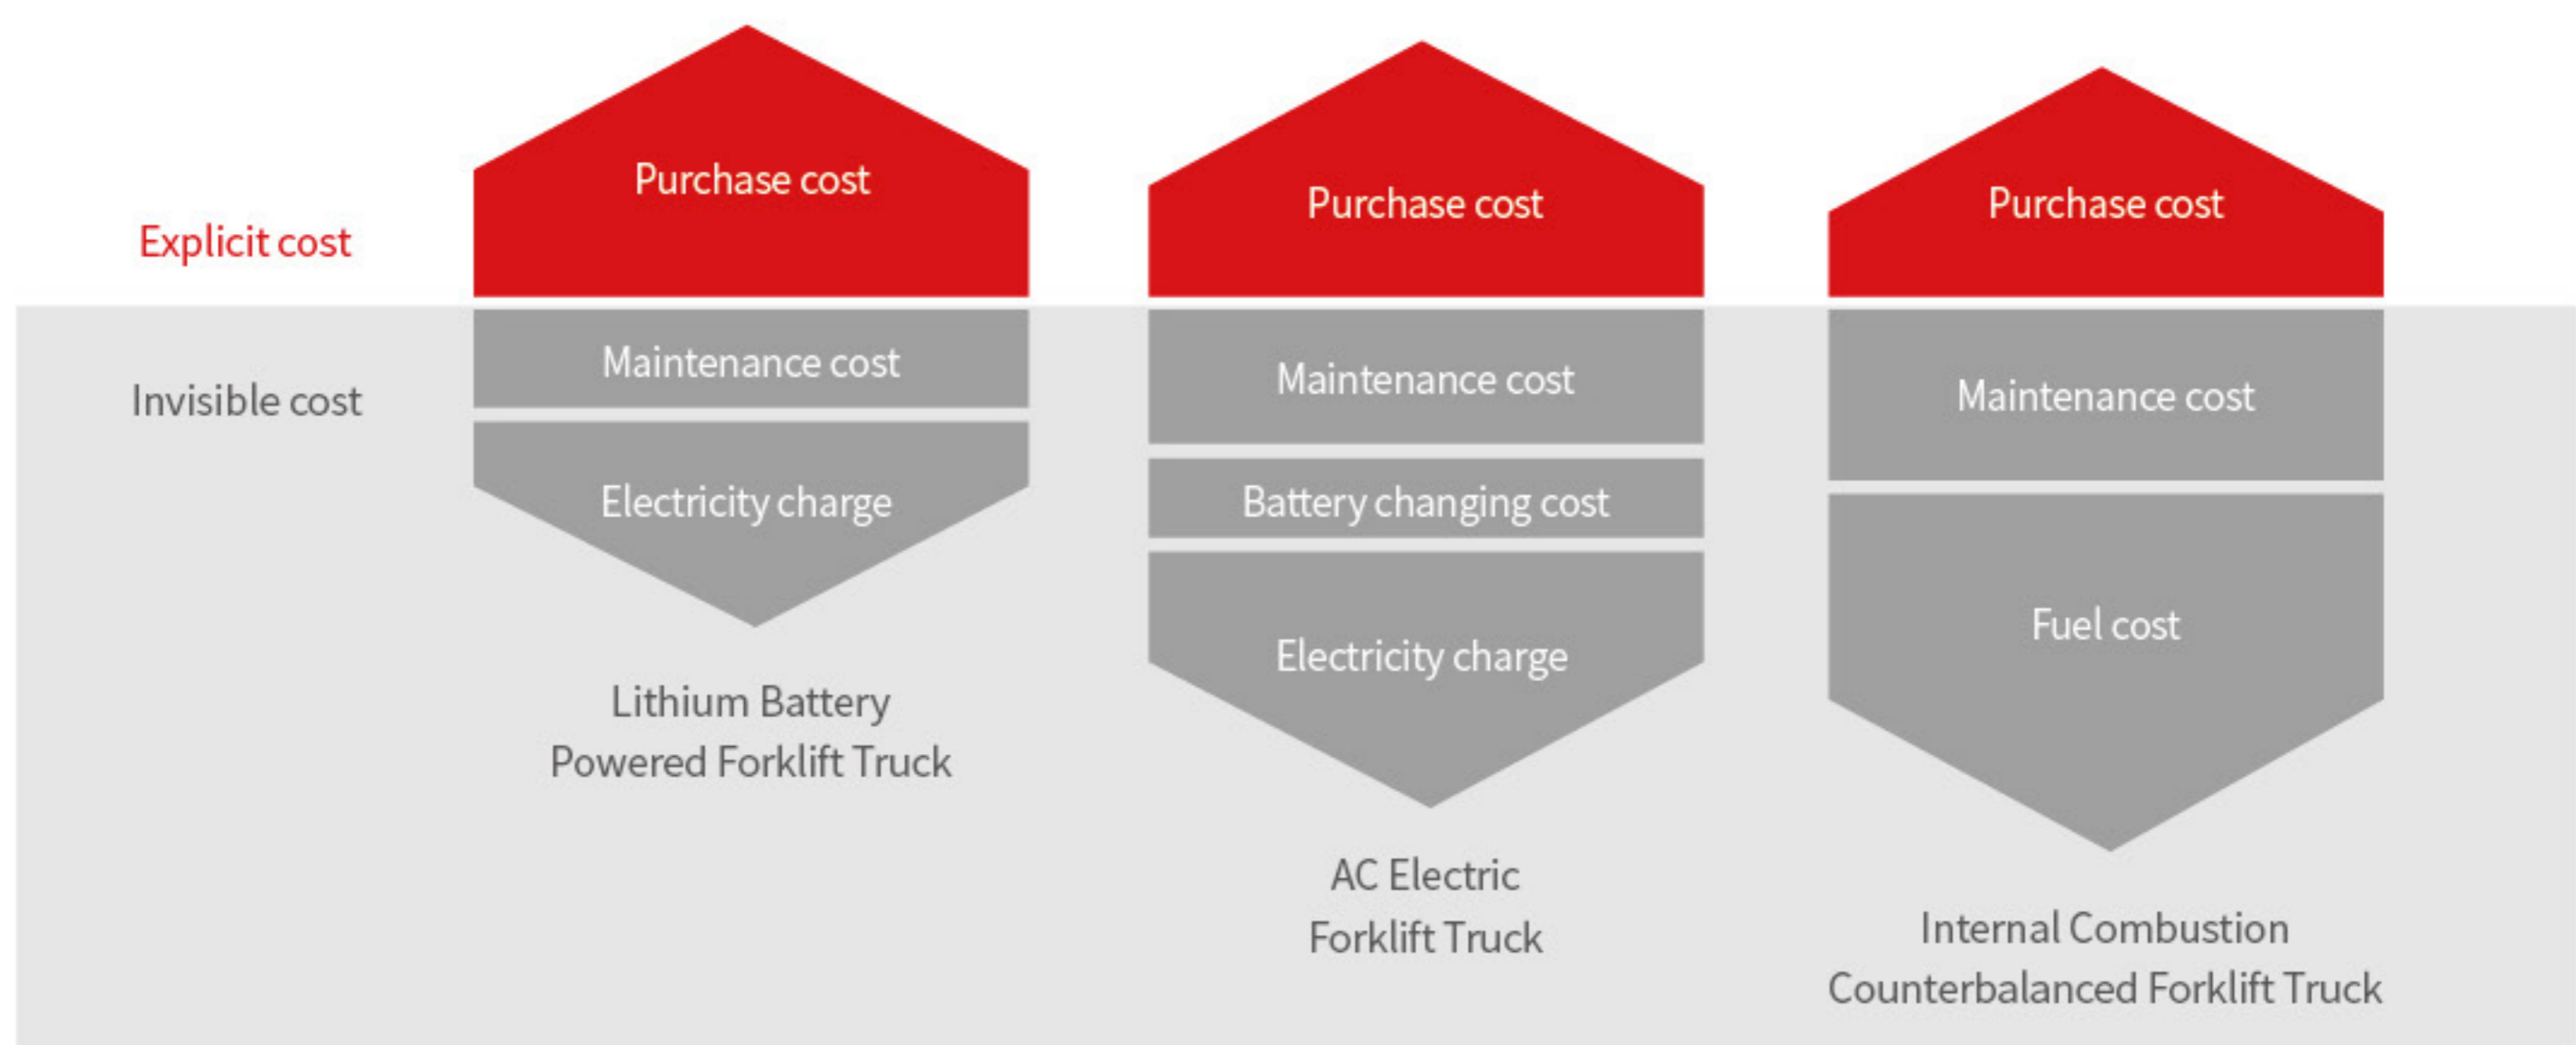 Explicit cost
Invisible cost
Purchase cost
Maintenance cost
Electricity charge
Lithium Battery
Powered Forklift Truck
Purchase cost
Maintenance cost
Battery changing cost
Electricity charge
AC Electric
Forklift Truck
Purchase cost
Maintenance cost
Fuel cost
Internal Combustion
Counterbalanced Forklift Truck